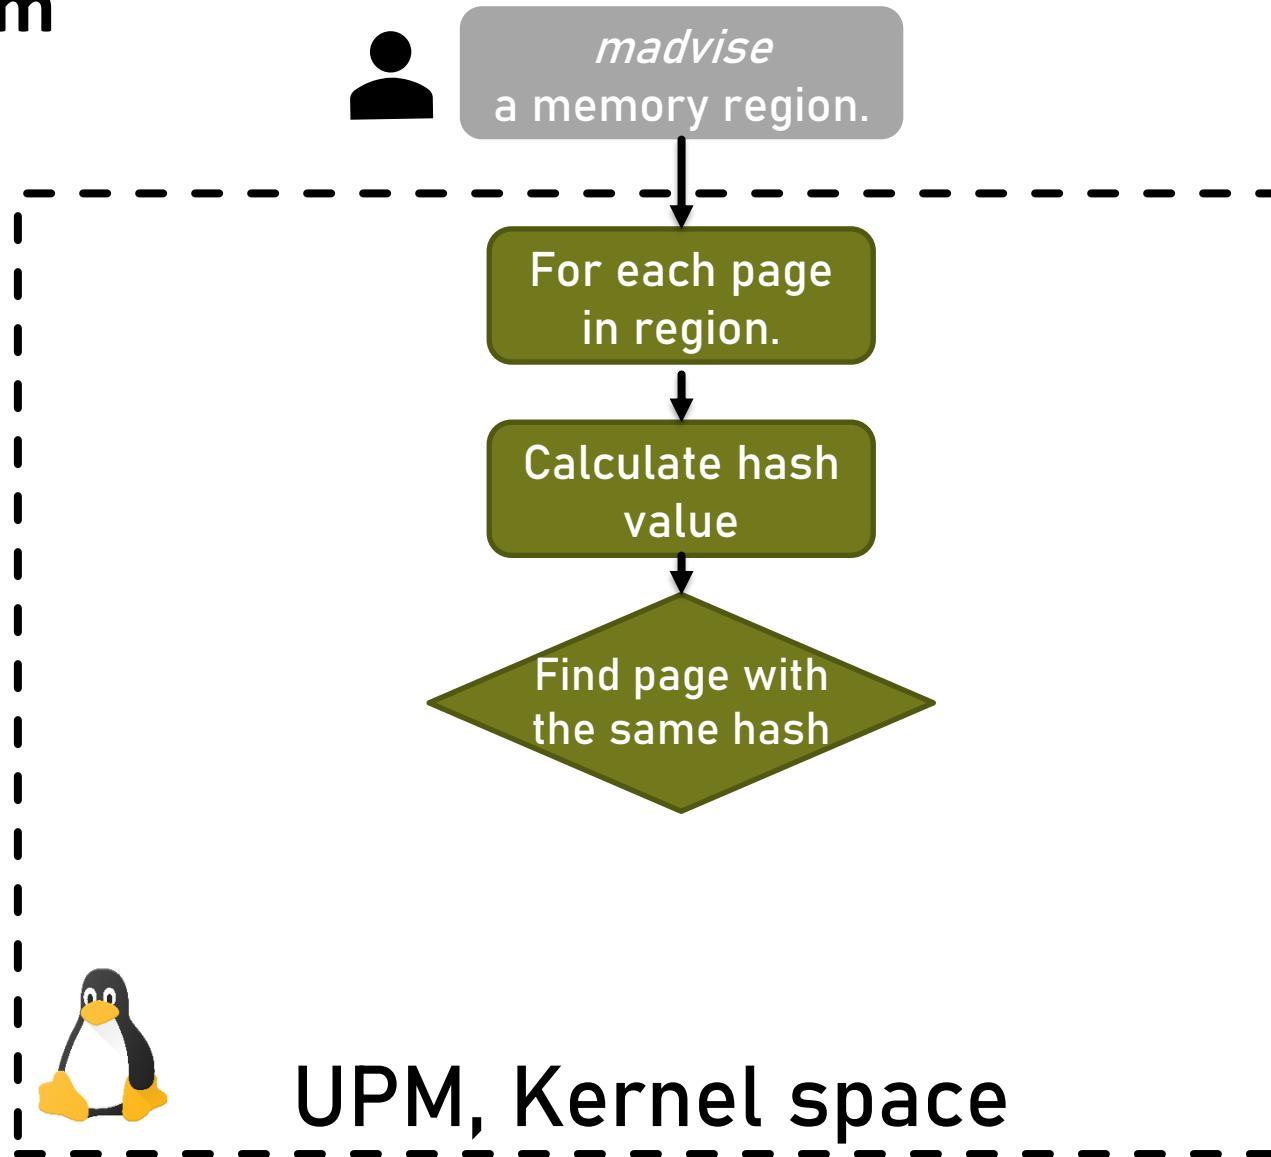 m
madvise
a memory region.
For each page
in region.
Calculate hash
value
Find page with
the same hash
UPM, Kernel space